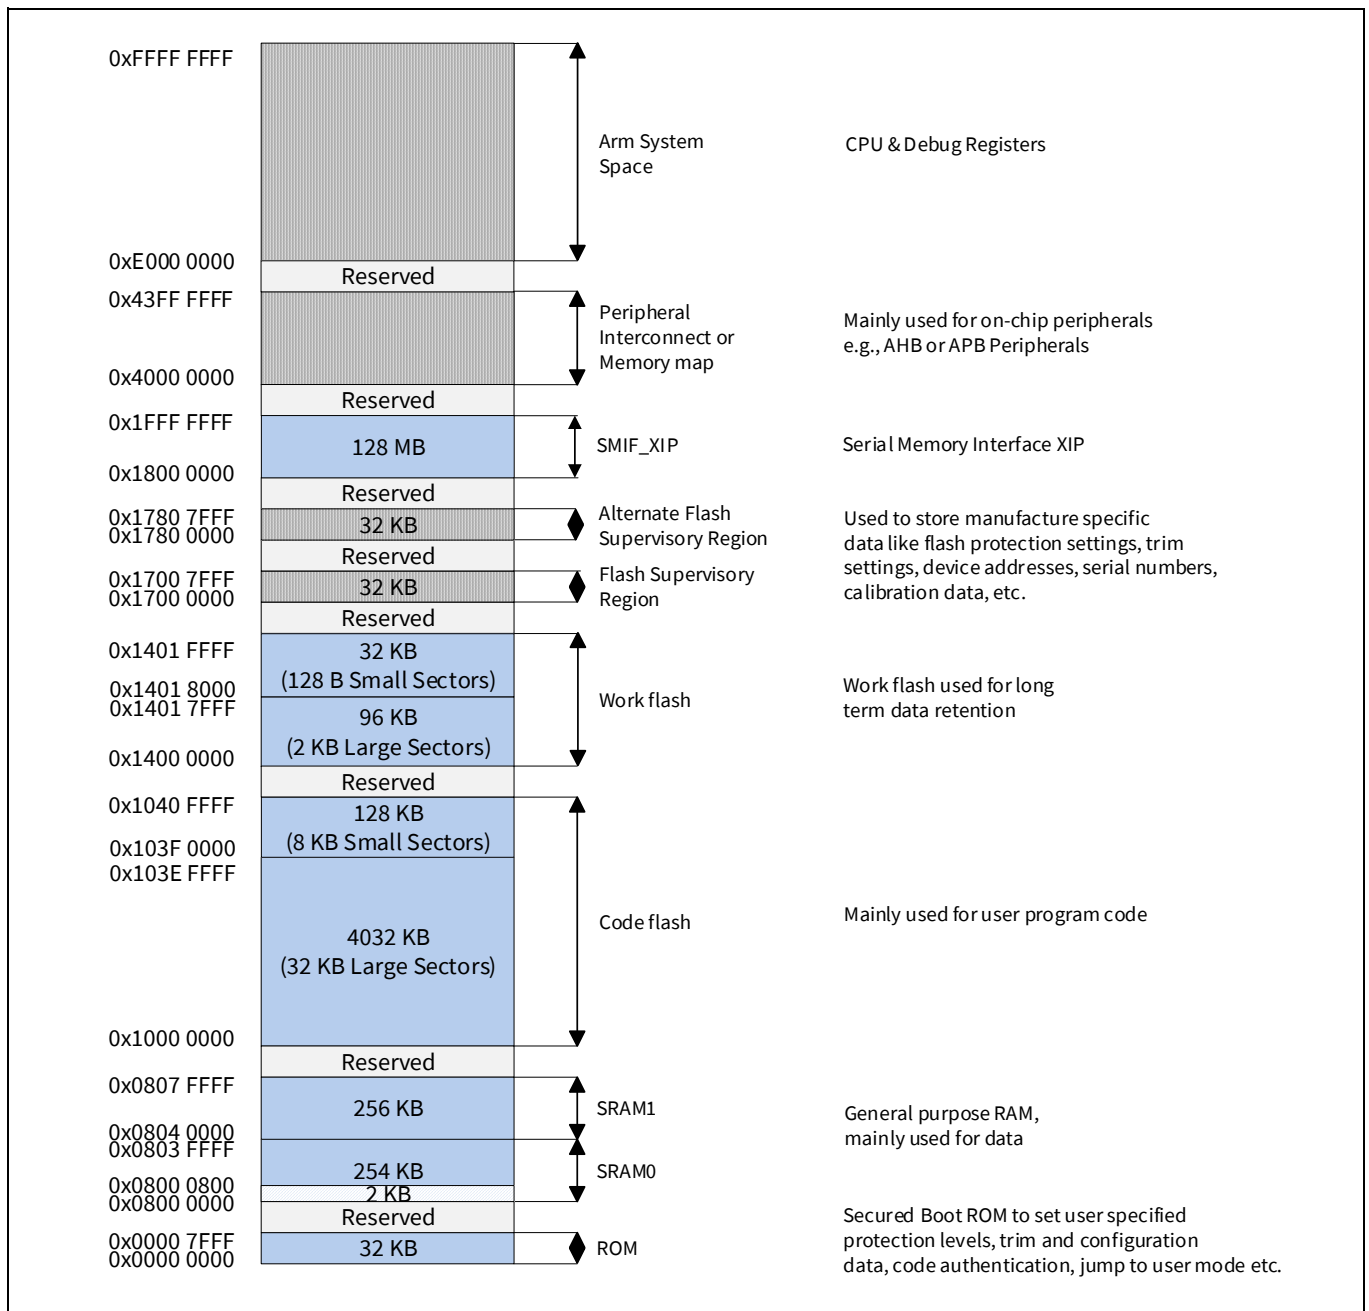 0xFFFF FFFF
Arm System
Space
CPU & Debug Registers
0xE000 0000
Reserved
0x43FF FFFF
Peripheral
Interconnect or
Memory map
Mainly used for on-chip peripherals
e.g., AHB or APB Peripherals
0x4000 0000
Reserved
0x1FFF FFFF
128 MB
SMIF_XIP
Serial Memory Interface XIP
0x1800 0000
Reserved
0x1780 7FFF
32 KB
0x1780 0000
Alternate Flash
Supervisory Region
Used to store manufacture specific
data like flash protection settings, trim
settings, device addresses, serial numbers,
calibration data, etc.
Reserved
0x1700 7FFF
32 KB
0x1700 0000
Flash Supervisory
Region
Reserved
0x1401 FFFF
32 KB
(128 B Small Sectors)
0x1401 8000
0x1401 7FFF
Work flash
Work flash used for long
term data retention
96 KB
(2 KB Large Sectors)
0x1400 0000
Reserved
0x1040 FFFF
128 KB
(8 KB Small Sectors)
0x103F 0000
0x103E FFFF
Code flash
Mainly used for user program code
4032 KB
(32 KB Large Sectors)
0x1000 0000
Reserved
0x0807 FFFF
256 KB
SRAM1
General purpose RAM,
mainly used for data
0x0804 0000
0x0803 FFFF
254 KB
SRAM0
0x0800 0800
2 KB
0x0800 0000
Reserved
0x0000 7FFF
32 KB
0x0000 0000
ROM
Secured Boot ROM to set user specified
protection levels, trim and configuration
data, code authentication, jump to user mode etc.